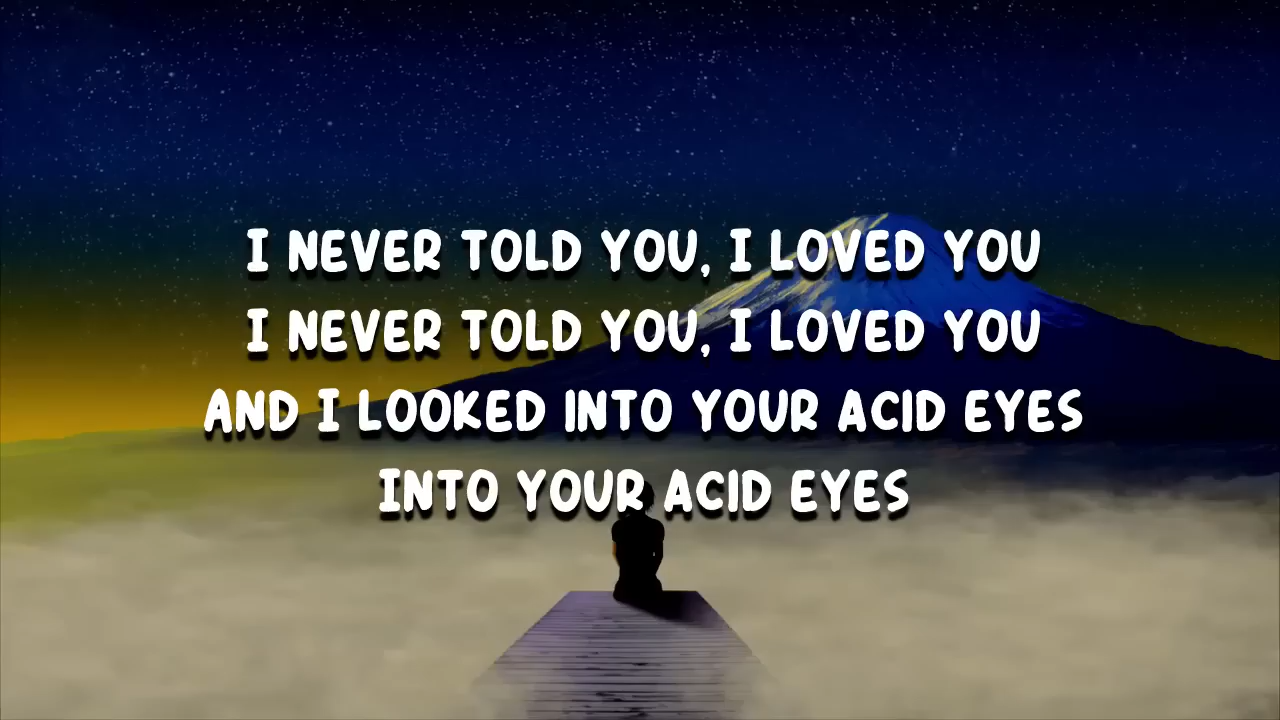 I NEVER TOLD YOU, I LOVED YOU
I NEVER TOLD YOU, I LOVED YOU
AND I LOOKED INTO YOUR ACID EYES
INTO YOUR ACID EYES